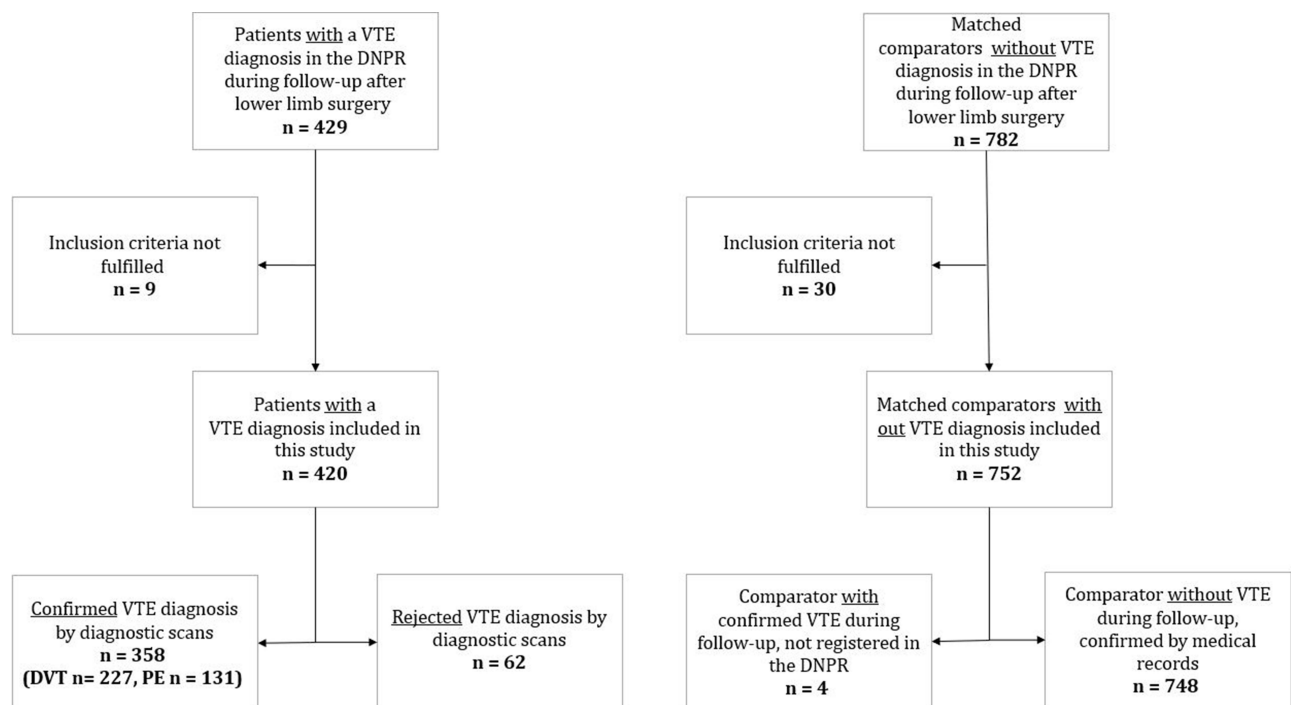 Patients with a
VTE diagnosis in the DNPR
during follow-up after
lower limb surgery
n = 429
Matched
comparators without VTE
diagnosis in the DNPR
during follow-up after
lower limb surgery
n = 782
Inclusion criteria not
fulfilled
n = 9
Inclusion criteria not
fulfilled
n = 30
Patients with a
VTE diagnosis included in
this study
n = 420
Matched comparators with
out VTE diagnosis included
in this study
n = 752
Confirmed VTE diagnosis
by diagnostic scans
n = 358
(DVT n= 227, PE n = 131)
Rejected VTE diagnosis by
diagnostic scans
n = 62
Comparator with
confirmed VTE during
follow-up, not registered in
the DNPR
n = 4
Comparator without VTE
during follow-up,
confirmed by medical
records
n = 748